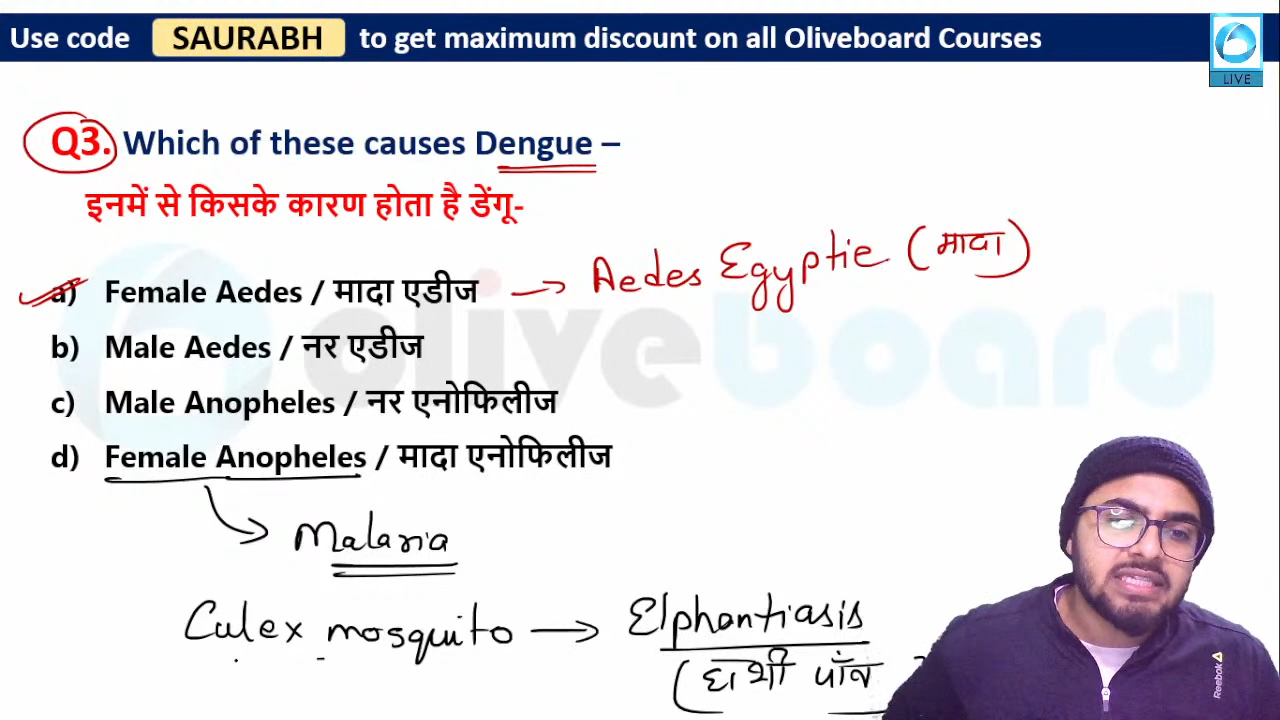 Use code SAURABH to get maximum discount on all Oliveboard Courses
LIVE
Q3. Which of these causes Dengue –
इनमें से किसके कारण होता है डेंगू-
a) Female Aedes / मादा एडीज → Aedes Egyptie (मादा)
b) Male Aedes / नर एडीज
c) Male Anopheles / नर एनोफिलीज
d) Female Anopheles / मादा एनोफिलीज
Malaria
Culex mosquito → Elphantiasis
(हाथी पाँव
oliveboard
Reebok